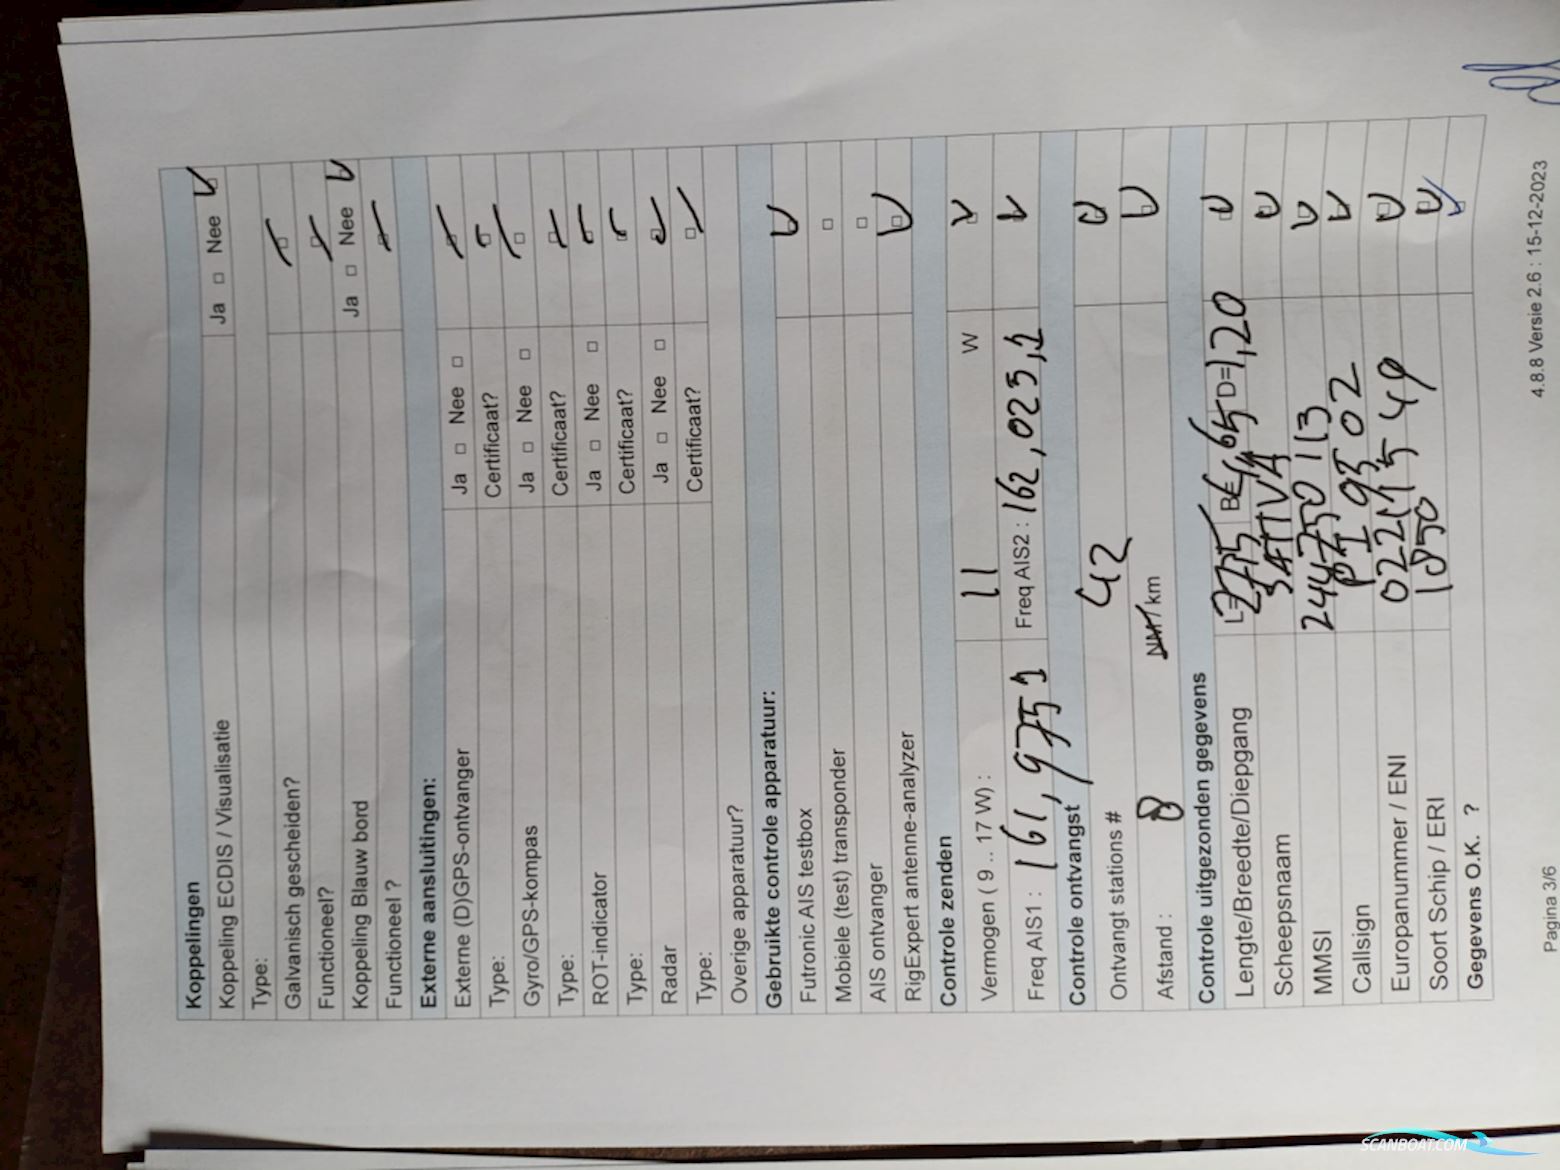 Koppelingen
Koppeling ECDIS / Visualisatie Ja □ Nee
Type:
Galvanisch gescheiden?
Functioneel?
Koppeling Blauw bord Ja □ Nee
Functioneel ?
Externe aansluitingen:
Externe (D)GPS-ontvanger Ja □ Nee □
Type: Certificaat?
Gyro/GPS-kompas Ja □ Nee □
Type: Certificaat?
ROT-indicator Ja □ Nee □
Type: Certificaat?
Radar Ja □ Nee □
Type: Certificaat?
Overige apparatuur?
Gebruikte controle apparatuur:
Futronic AIS testbox
Mobiele (test) transponder
AIS ontvanger
RigExpert antenne-analyzer
Controle zenden
Vermogen ( 9 .. 17 W) : 11 W
Freq AIS1 : 161,9751 Freq AIS2 : 162,025,1
Controle ontvangst
Ontvangt stations # 42
Afstand : 8 km
Controle uitgezonden gegevens
Lengte/Breedte/Diepgang D=1,20
Scheepsnaam SATTVA
MMSI 244750113
Callsign PI 9302
Europanummer / ENI
Soort Schip / ERI
Gegevens O.K. ?
Pagina 3/6 4.8.8 Versie 2.6 : 15-12-2023
SCANBOAT.COM